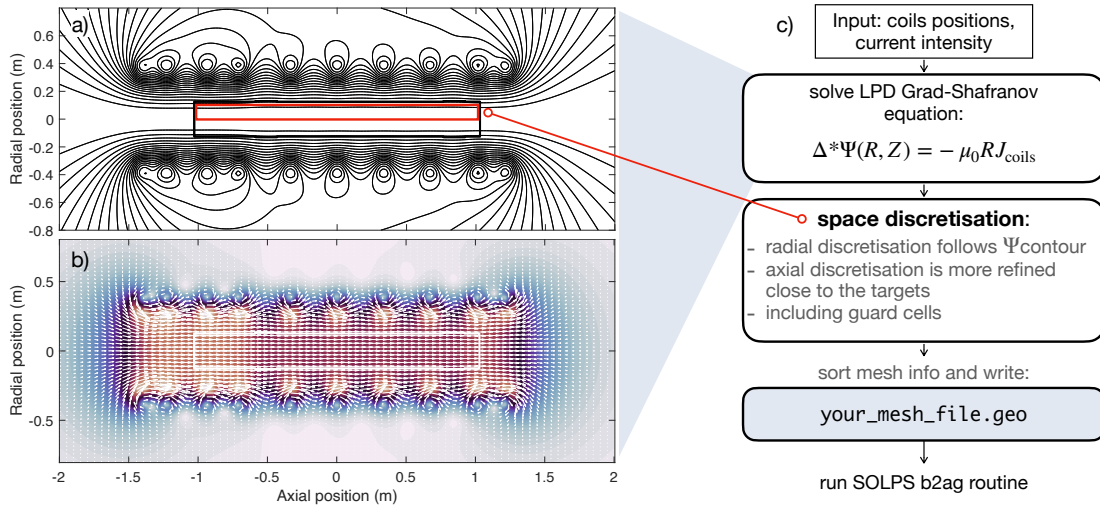 a)
Radial position (m)
0.6
0.4
0.2
0
-0.2
-0.4
-0.6
-0.8
b)
Radial position (m)
0.5
0
-0.5
-2
-1.5
-1
-0.5
0
0.5
1
1.5
2
Axial position (m)
c)
Input: coils positions,
current intensity
solve LPD Grad-Shafranov
equation:
Δ*Ψ(R, Z) = − μ₀RJ_coils
space discretisation:
- radial discretisation follows Ψcontour
- axial discretisation is more refined
close to the targets
- including guard cells
sort mesh info and write:
your_mesh_file.geo
run SOLPS b2ag routine